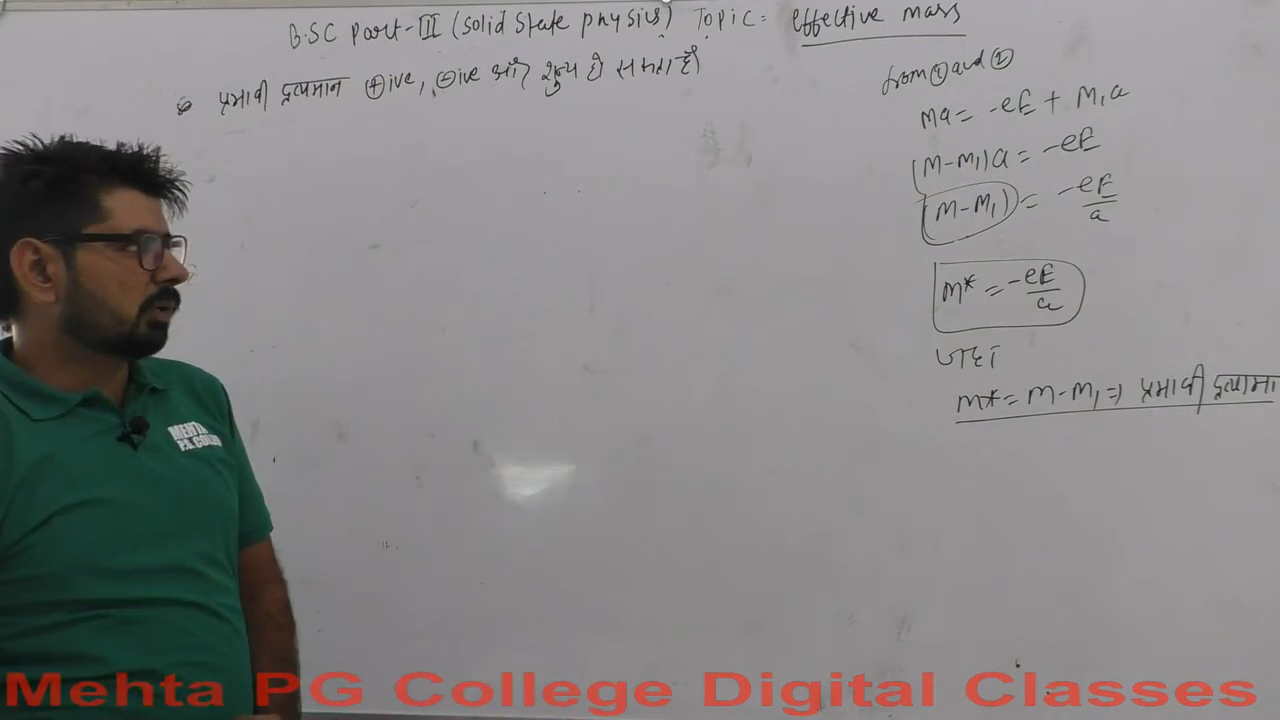 B.SC Part-III (Solid State physics) Topic: effective mass
प्रभावी द्रव्यमान ⊕ive, ⊖ive और शून्य हो सकता है
from ① and ②
ma = -eE + m₁a
(m-m₁)a = -eE
(m-m₁) = -eE/a
m* = -eE/a
जहाँ
m* = m-m₁ ⇒ प्रभावी द्रव्यमा
MEHTA
P.G. COLLE
Mehta PG College Digital Classes